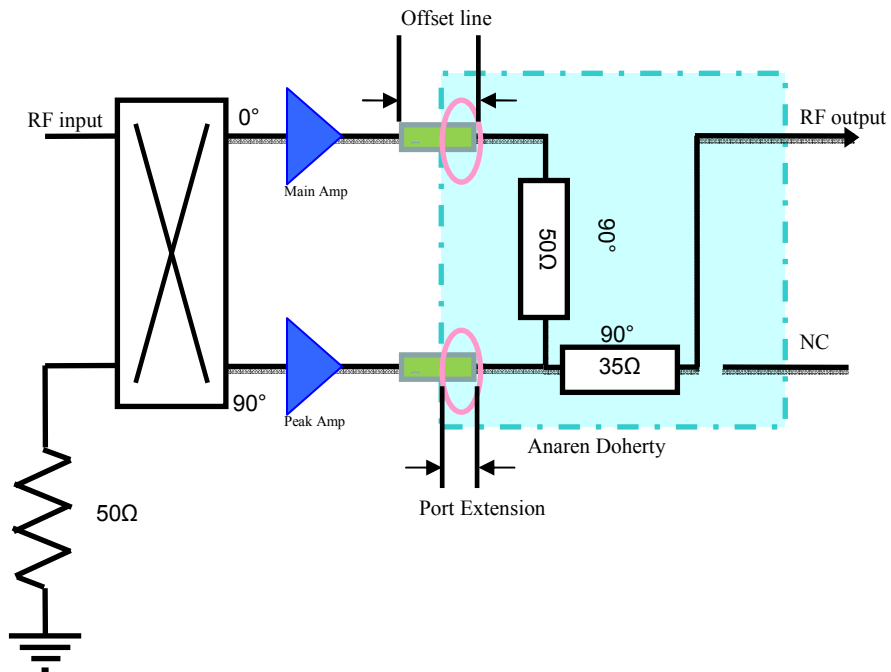 Offset line
RF input
0°
RF output
Main Amp
50Ω
90°
90°
NC
35Ω
90°
Peak Amp
Anaren Doherty
50Ω
Port Extension